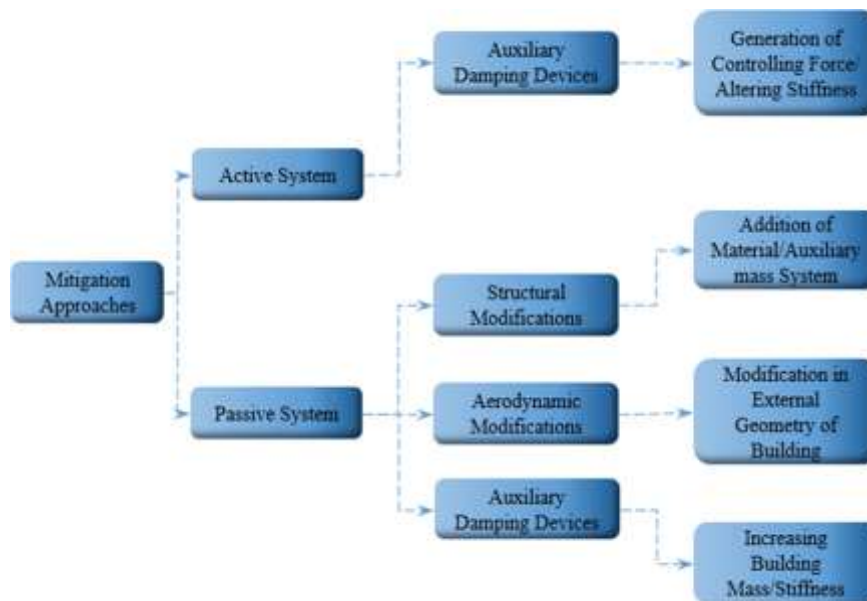 Auxiliary
Damping Devices
Generation of
Controlling Force/
Altering Stiffness
Active System
Mitigation
Approaches
Addition of
Material/Auxiliary
mass System
Structural
Modifications
Passive System
Aerodynamic
Modifications
Modification in
External
Geometry of
Building
Auxiliary
Damping Devices
Increasing
Building
Mass/Stiffness